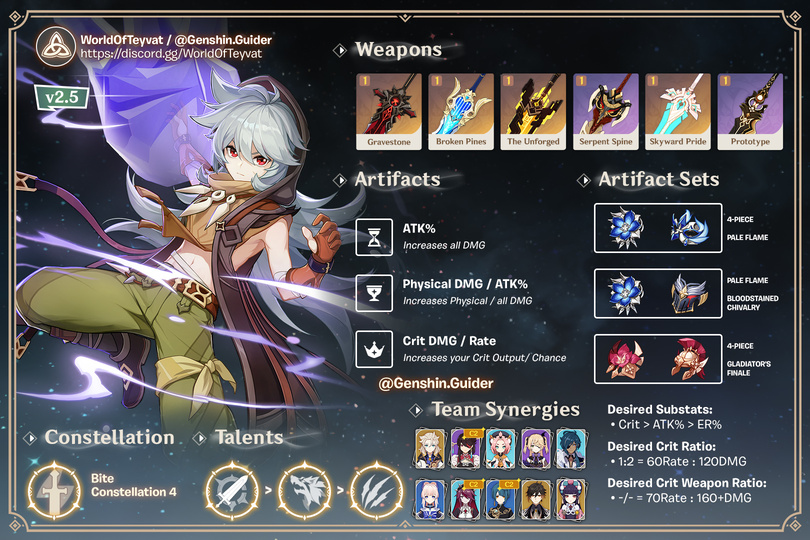 WorldOfTeyvat / @Genshin.Guider
https://discord.gg/WorldOfTeyvat
v2.5
Weapons
1 1 1 1 1 1
Gravestone
Broken Pines
The Unforged
Serpent Spine
Skyward Pride
Prototype
Artifacts
ATK%
Increases all DMG
Physical DMG / ATK%
Increases Physical / all DMG
Crit DMG / Rate
Increases your Crit Output/ Chance
@Genshin.Guider
Artifact Sets
4-PIECE
PALE FLAME
PALE FLAME
BLOODSTAINED
CHIVALRY
4-PIECE
GLADIATOR'S
FINALE
Constellation
Bite
Constellation 4
Talents
> >
Team Synergies
C2
C2 C2
Desired Substats:
• Crit > ATK% > ER%
Desired Crit Ratio:
• 1:2 = 60Rate : 120DMG
Desired Crit Weapon Ratio:
• -/- = 70Rate : 160+DMG